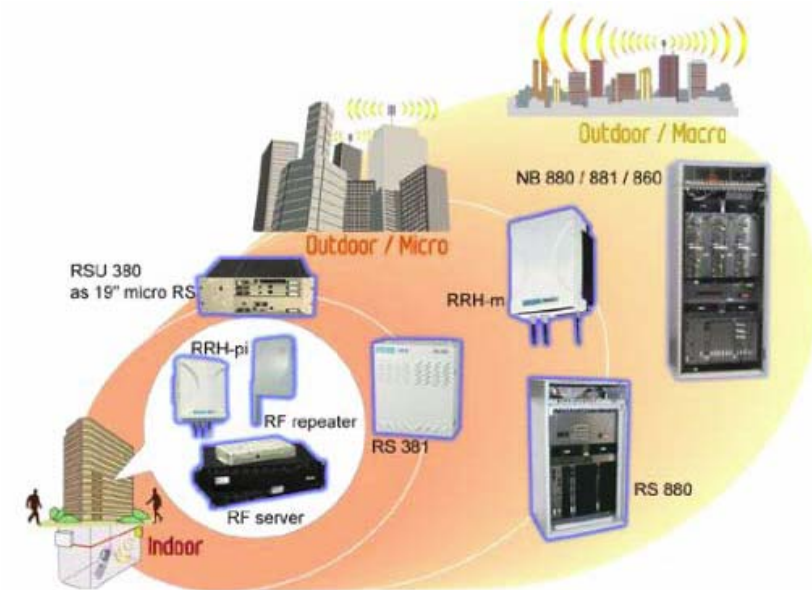 Outdoor / Macro
NB 880 / 881 / 860
Outdoor / Micro
RSU 380
as 19" micro RS
RRH-m
RRH-pi
RF repeater
RS 381
RS 880
RF server
Indoor